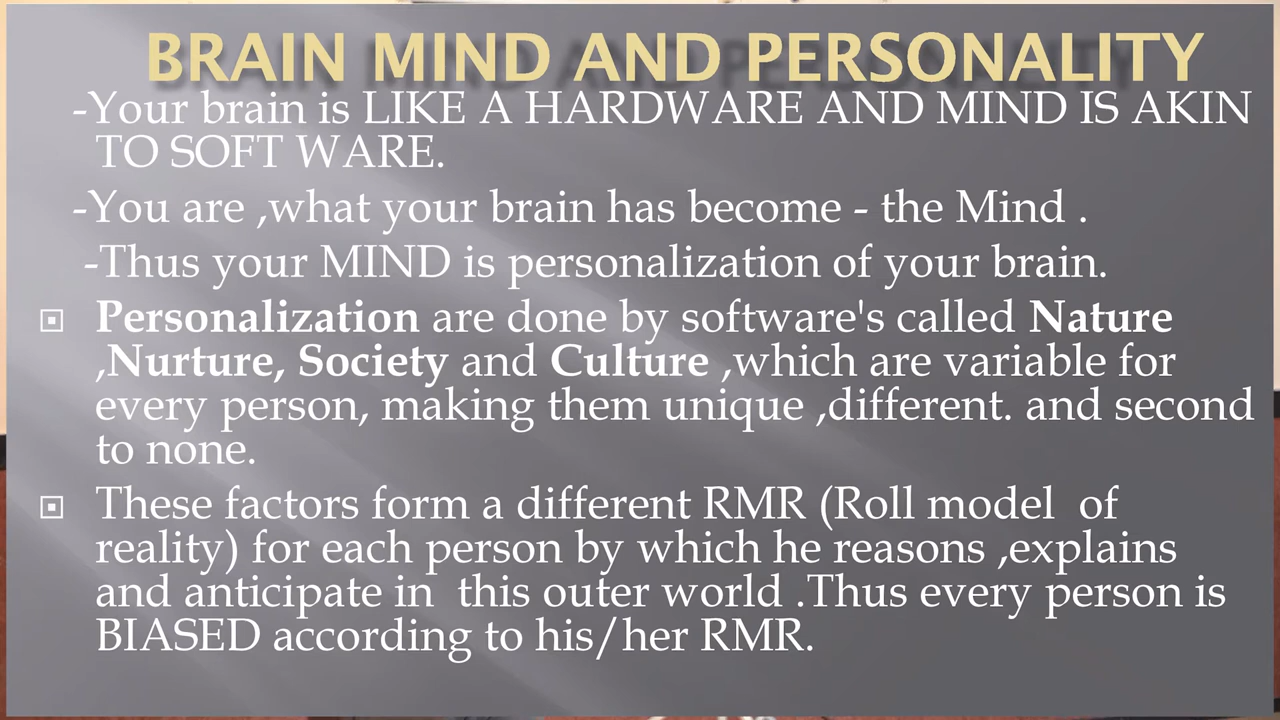 BRAIN MIND AND PERSONALITY
-Your brain is LIKE A HARDWARE AND MIND IS AKIN
TO SOFT WARE.
-You are ,what your brain has become - the Mind .
-Thus your MIND is personalization of your brain.
Personalization are done by software's called Nature
,Nurture, Society and Culture ,which are variable for
every person, making them unique ,different. and second
to none.
These factors form a different RMR (Roll model  of
reality) for each person by which he reasons ,explains
and anticipate in  this outer world .Thus every person is
BIASED according to his/her RMR.